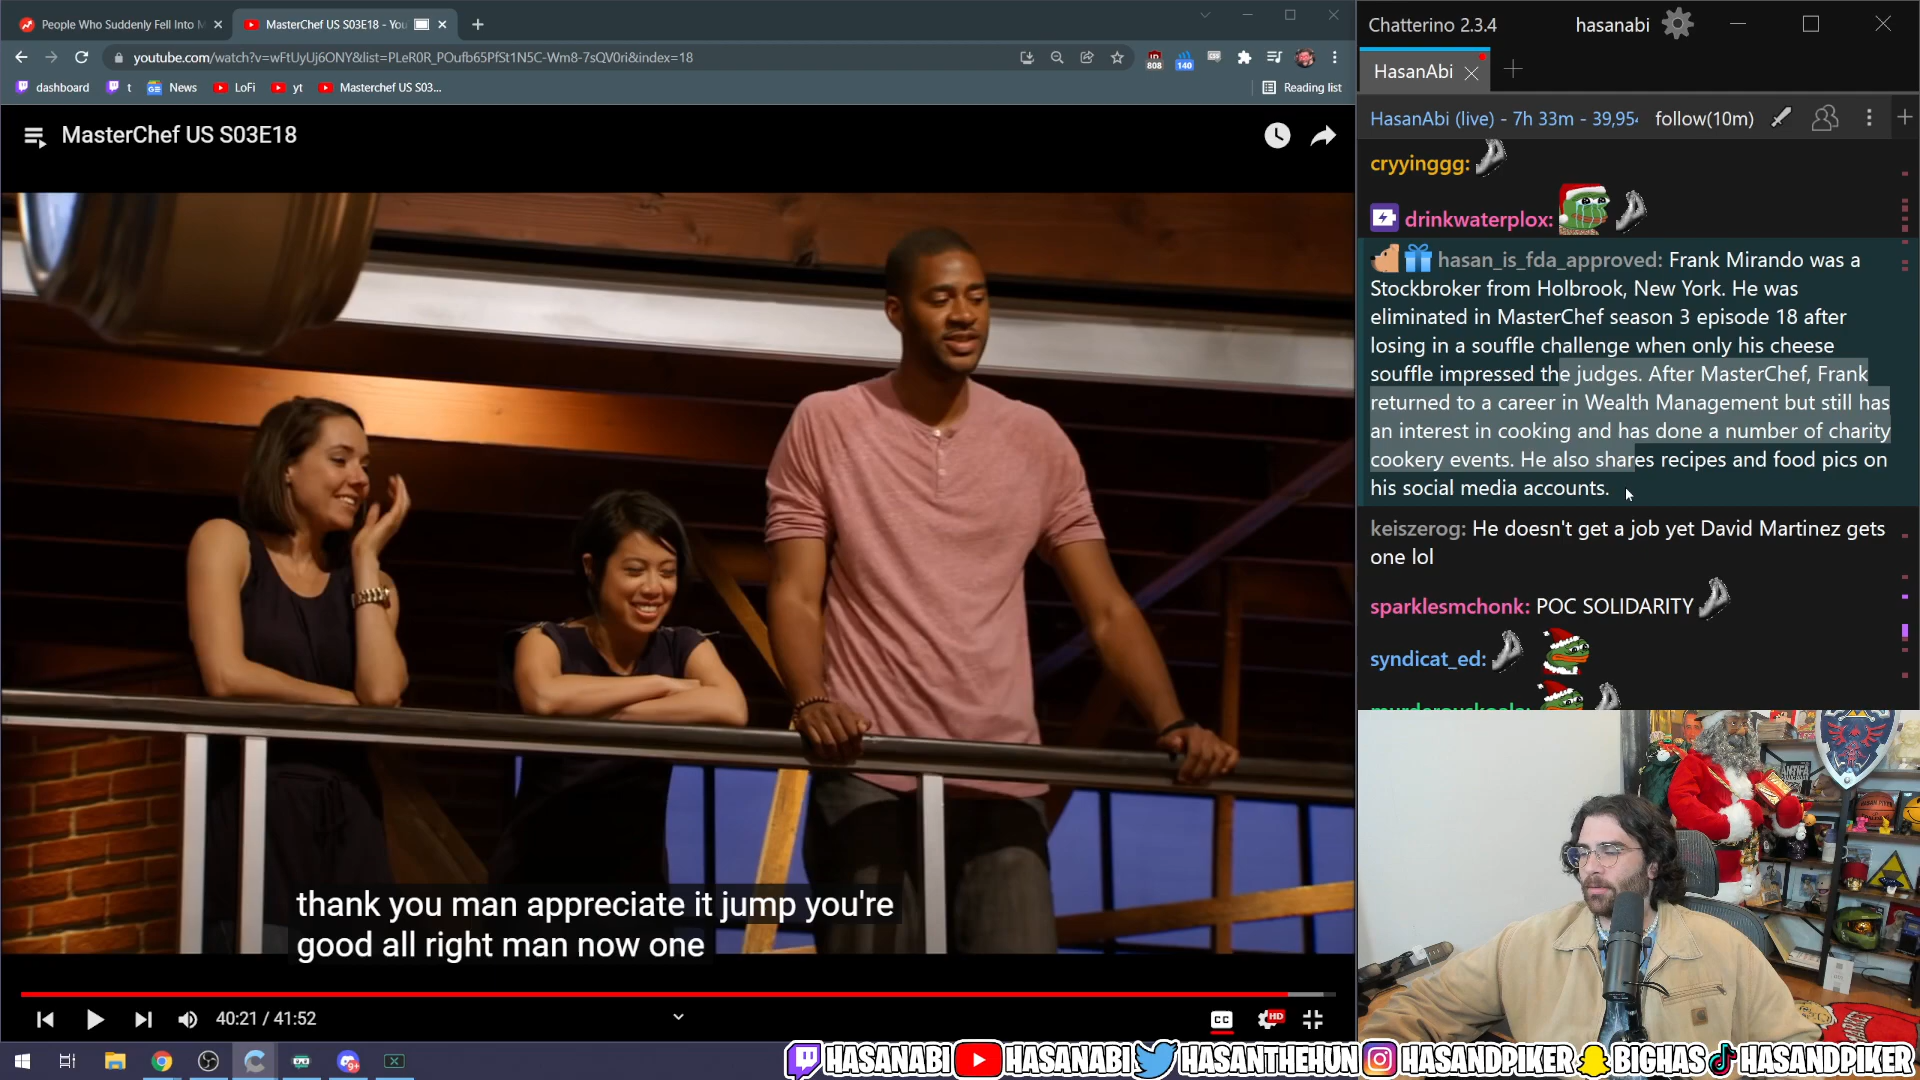 People Who Suddenly Fell Into M
MasterChef US S03E18 - You
youtube.com/watch?v=wFtUyUj6ONY&list=PLeR0R_POufb65PfSt1N5C-Wm8-7sQV0ri&index=18
808
140
dashboard
t
News
LoFi
yt
Masterchef US S03...
Reading list
MasterChef US S03E18
thank you man appreciate it jump you're
good all right man now one
40:21 / 41:52
CC
HD
Chatterino 2.3.4
hasanabi
HasanAbi
HasanAbi (live) - 7h 33m - 39,95
follow(10m)
cryyinggg:
drinkwaterplox:
hasan_is_fda_approved: Frank Mirando was a
Stockbroker from Holbrook, New York. He was
eliminated in MasterChef season 3 episode 18 after
losing in a souffle challenge when only his cheese
souffle impressed the judges. After MasterChef, Frank
returned to a career in Wealth Management but still has
an interest in cooking and has done a number of charity
cookery events. He also shares recipes and food pics on
his social media accounts.
keiszerog: He doesn't get a job yet David Martinez gets
one lol
sparklesmchonk: POC SOLIDARITY
syndicat_ed:
HASANABI
HASANABI
HASANTHEHUN
HASANDPIKER
BIGHAS
HASANDPIKER